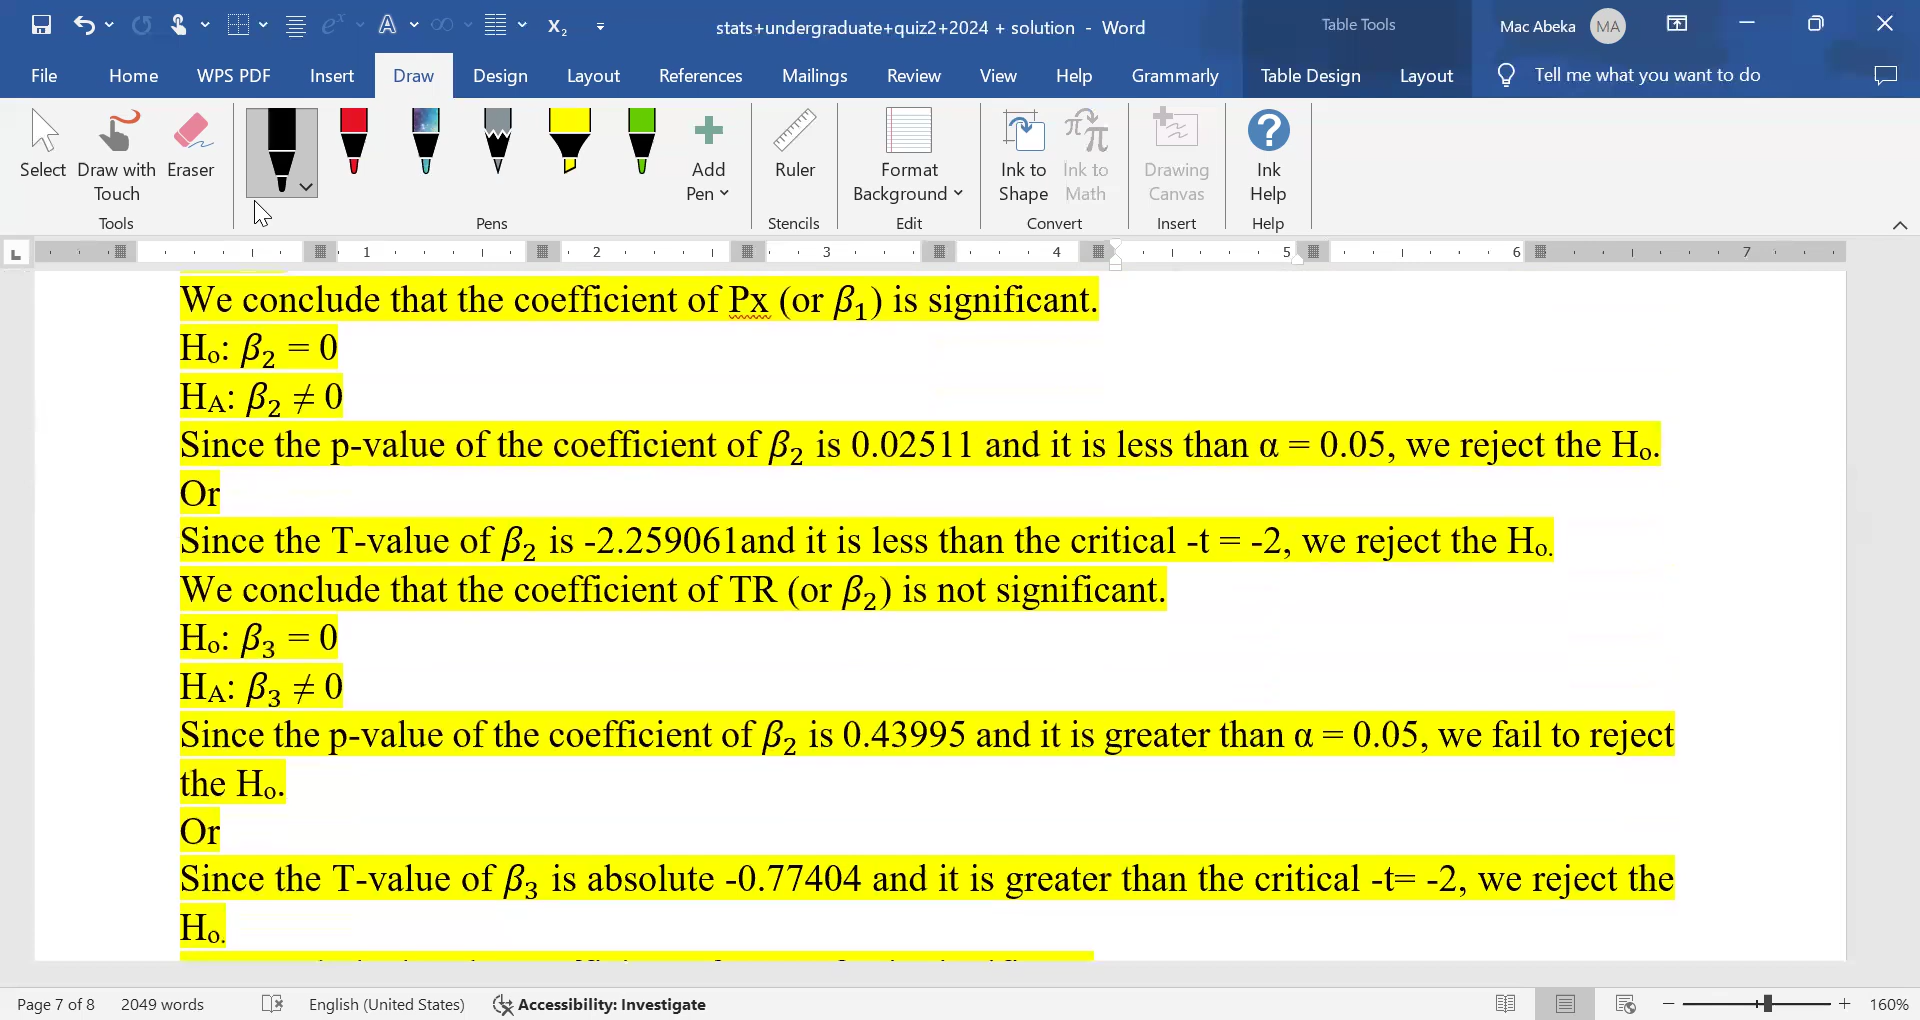 stats+undergraduate+quiz2+2024 + solution - Word
Table Tools
Mac Abeka
MA
File Home WPS PDF Insert Draw Design Layout References Mailings Review View Help Grammarly Table Design Layout Tell me what you want to do
Select
Draw with Touch
Eraser
Add Pen
Ruler
Format Background
Ink to Shape
Ink to Math
Drawing Canvas
Ink Help
Tools Pens Stencils Edit Convert Insert Help
1 2 3 4 5 6 7
We conclude that the coefficient of Px (or β₁) is significant.
Hₒ: β₂ = 0
Hᴀ: β₂ ≠ 0
Since the p-value of the coefficient of β₂ is 0.02511 and it is less than α = 0.05, we reject the Hₒ.
Or
Since the T-value of β₂ is -2.259061and it is less than the critical -t = -2, we reject the Hₒ.
We conclude that the coefficient of TR (or β₂) is not significant.
Hₒ: β₃ = 0
Hᴀ: β₃ ≠ 0
Since the p-value of the coefficient of β₂ is 0.43995 and it is greater than α = 0.05, we fail to reject
the Hₒ.
Or
Since the T-value of β₃ is absolute -0.77404 and it is greater than the critical -t= -2, we reject the
Hₒ.
Page 7 of 8 2049 words English (United States) Accessibility: Investigate 160%